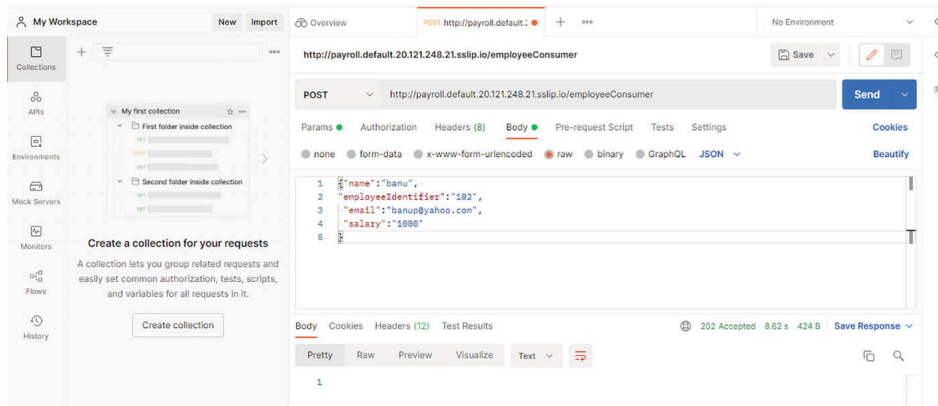 My Workspace
New
Import
Overview
POST http://payroll.default.:
No Environment
Collections
APIs
Environments
Mock Servers
Monitors
Flows
History
My first collection
First folder inside collection
GET
POST
GET
Second folder inside collection
GET
GET
Create a collection for your requests
A collection lets you group related requests and
easily set common authorization, tests, scripts,
and variables for all requests in it.
Create collection
http://payroll.default.20.121.248.21.sslip.io/employeeConsumer
Save
POST
http://payroll.default.20.121.248.21.sslip.io/employeeConsumer
Send
Params
Authorization
Headers (8)
Body
Pre-request Script
Tests
Settings
Cookies
none
form-data
x-www-form-urlencoded
raw
binary
GraphQL
JSON
Beautify
1 {"name":"banu",
2 "employeeIdentifier":"102",
3 "email":"banup@yahoo.com",
4 "salary":"1000"
5 }
Body
Cookies
Headers (12)
Test Results
202 Accepted
8.62 s
424 B
Save Response
Pretty
Raw
Preview
Visualize
Text
1